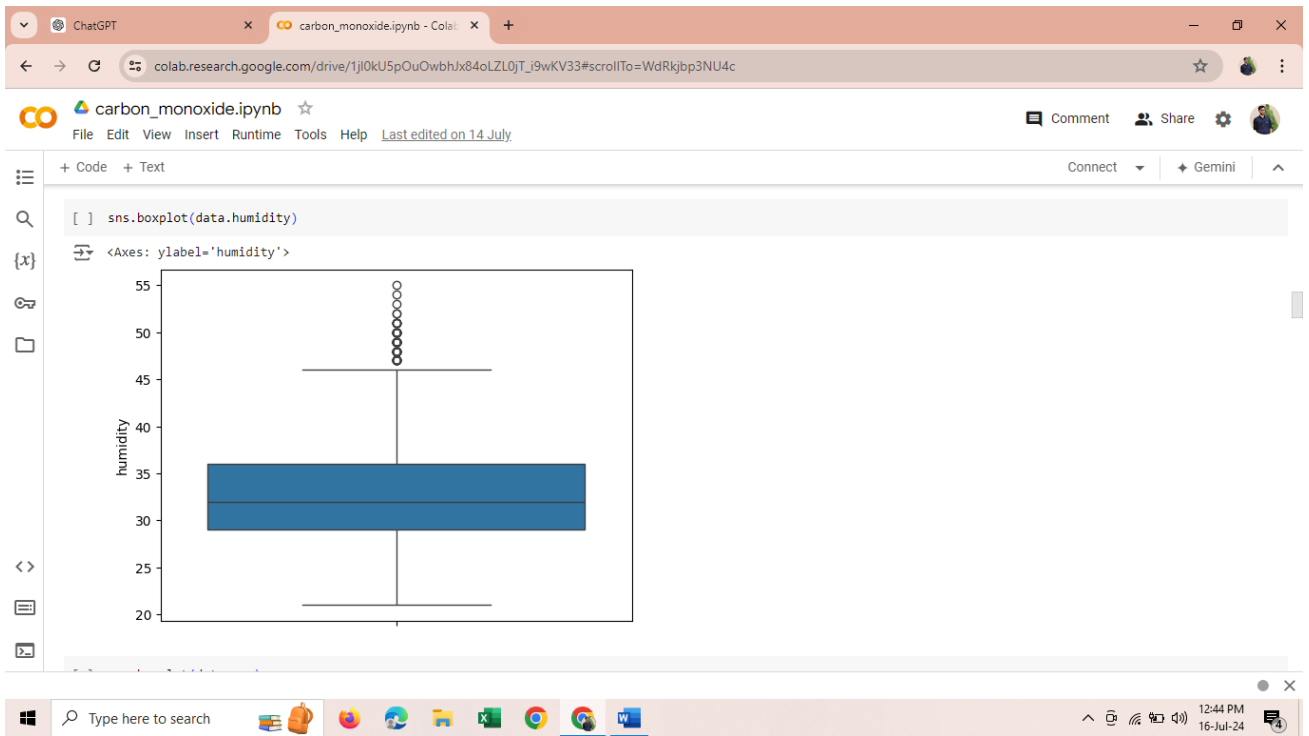 ChatGPT
carbon_monoxide.ipynb - Colab
colab.research.google.com/drive/1jl0kU5pOuOwbhJx84oLZL0jT_i9wKV33#scrollTo=WdRkjbp3NU4c
CO carbon_monoxide.ipynb
File Edit View Insert Runtime Tools Help Last edited on 14 July
Comment Share
+ Code + Text
Connect Gemini
[ ] sns.boxplot(data.humidity)
{x}
<Axes: ylabel='humidity'>
55
50
45
40
humidity
35
30
25
20
Type here to search
12:44 PM
16-Jul-24
4